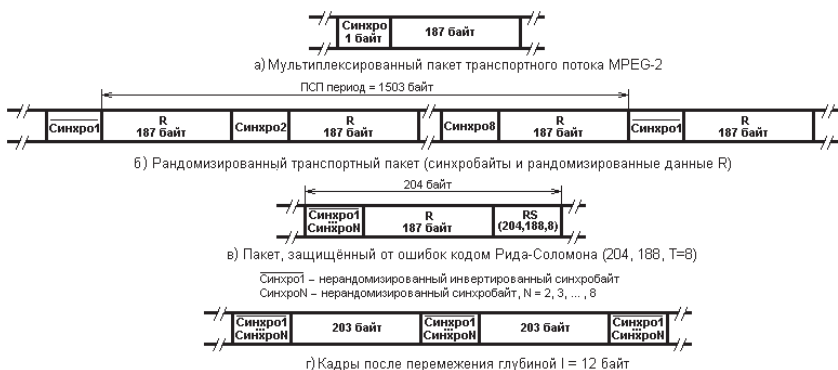 Синхро 1 байт
187 байт
а) Мультиплексированный пакет транспортного потока MPEG-2
ПСП период = 1503 байт
Синхро1
R 187 байт
Синхро2
R 187 байт
Синхро8
R 187 байт
Синхро1
R 187 байт
б) Рандомизированный транспортный пакет (синхробайты и рандомизированные данные R)
204 байт
Синхро1 ... СинхроN
R 187 байт
RS (204,188,8)
в) Пакет, защищённый от ошибок кодом Рида-Соломона (204, 188, T=8)
Синхро1 – нерандомизированный инвертированный синхробайт
СинхроN – нерандомизированный синхробайт, N = 2, 3, ... , 8
Синхро1 ... СинхроN
203 байт
Синхро1 ... СинхроN
203 байт
Синхро1 ... СинхроN
г) Кадры после перемежения глубиной I = 12 байт